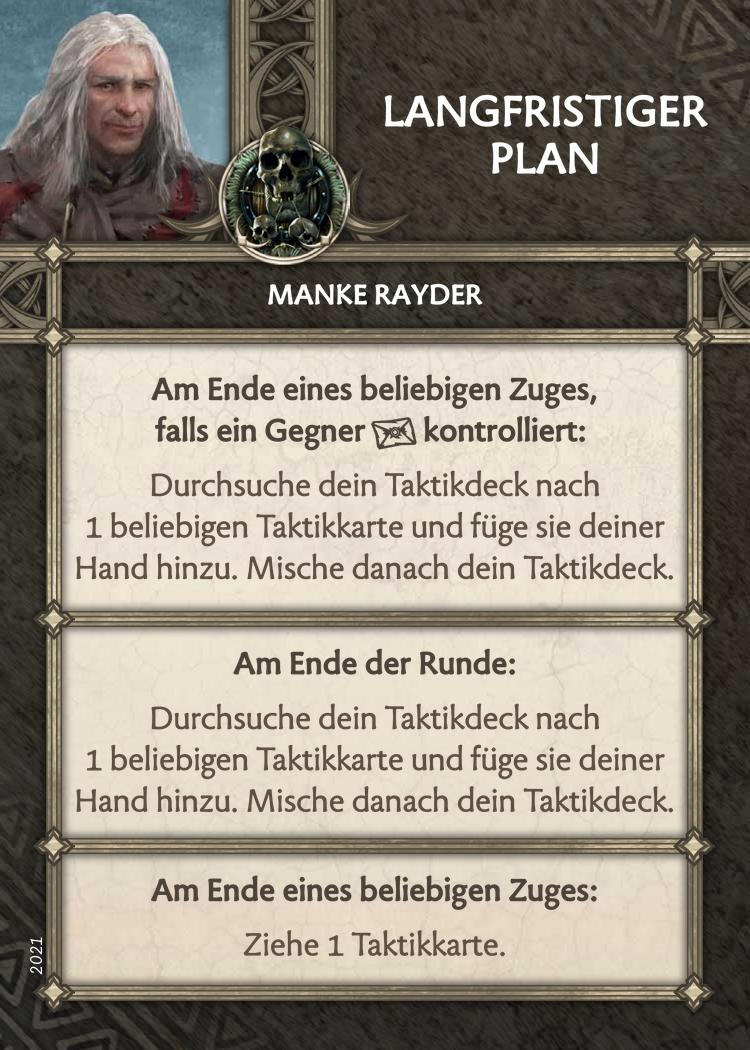 LANGFRISTIGER
PLAN
MANKE RAYDER
Am Ende eines beliebigen Zuges,
falls ein Gegner kontrolliert:
Durchsuche dein Taktikdeck nach
1 beliebigen Taktikkarte und füge sie deiner
Hand hinzu. Mische danach dein Taktikdeck.
Am Ende der Runde:
Durchsuche dein Taktikdeck nach
1 beliebigen Taktikkarte und füge sie deiner
Hand hinzu. Mische danach dein Taktikdeck.
Am Ende eines beliebigen Zuges:
Ziehe 1 Taktikkarte.
2021